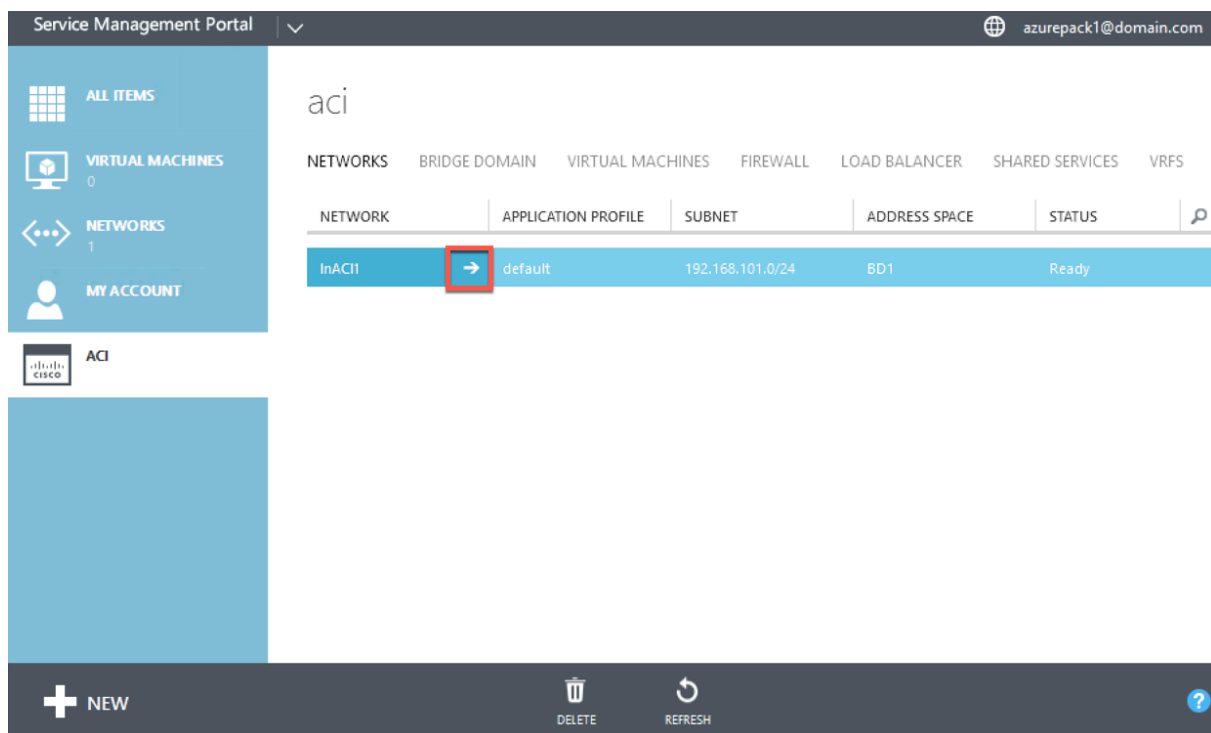 Service Management Portal
azurepack1@domain.com
ALL ITEMS
VIRTUAL MACHINES
0
NETWORKS
1
MY ACCOUNT
CISCO
ACI
aci
NETWORKS BRIDGE DOMAIN VIRTUAL MACHINES FIREWALL LOAD BALANCER SHARED SERVICES VRFS
NETWORK APPLICATION PROFILE SUBNET ADDRESS SPACE STATUS
InACI1 default 192.168.101.0/24 BD1 Ready
NEW
DELETE
REFRESH
?